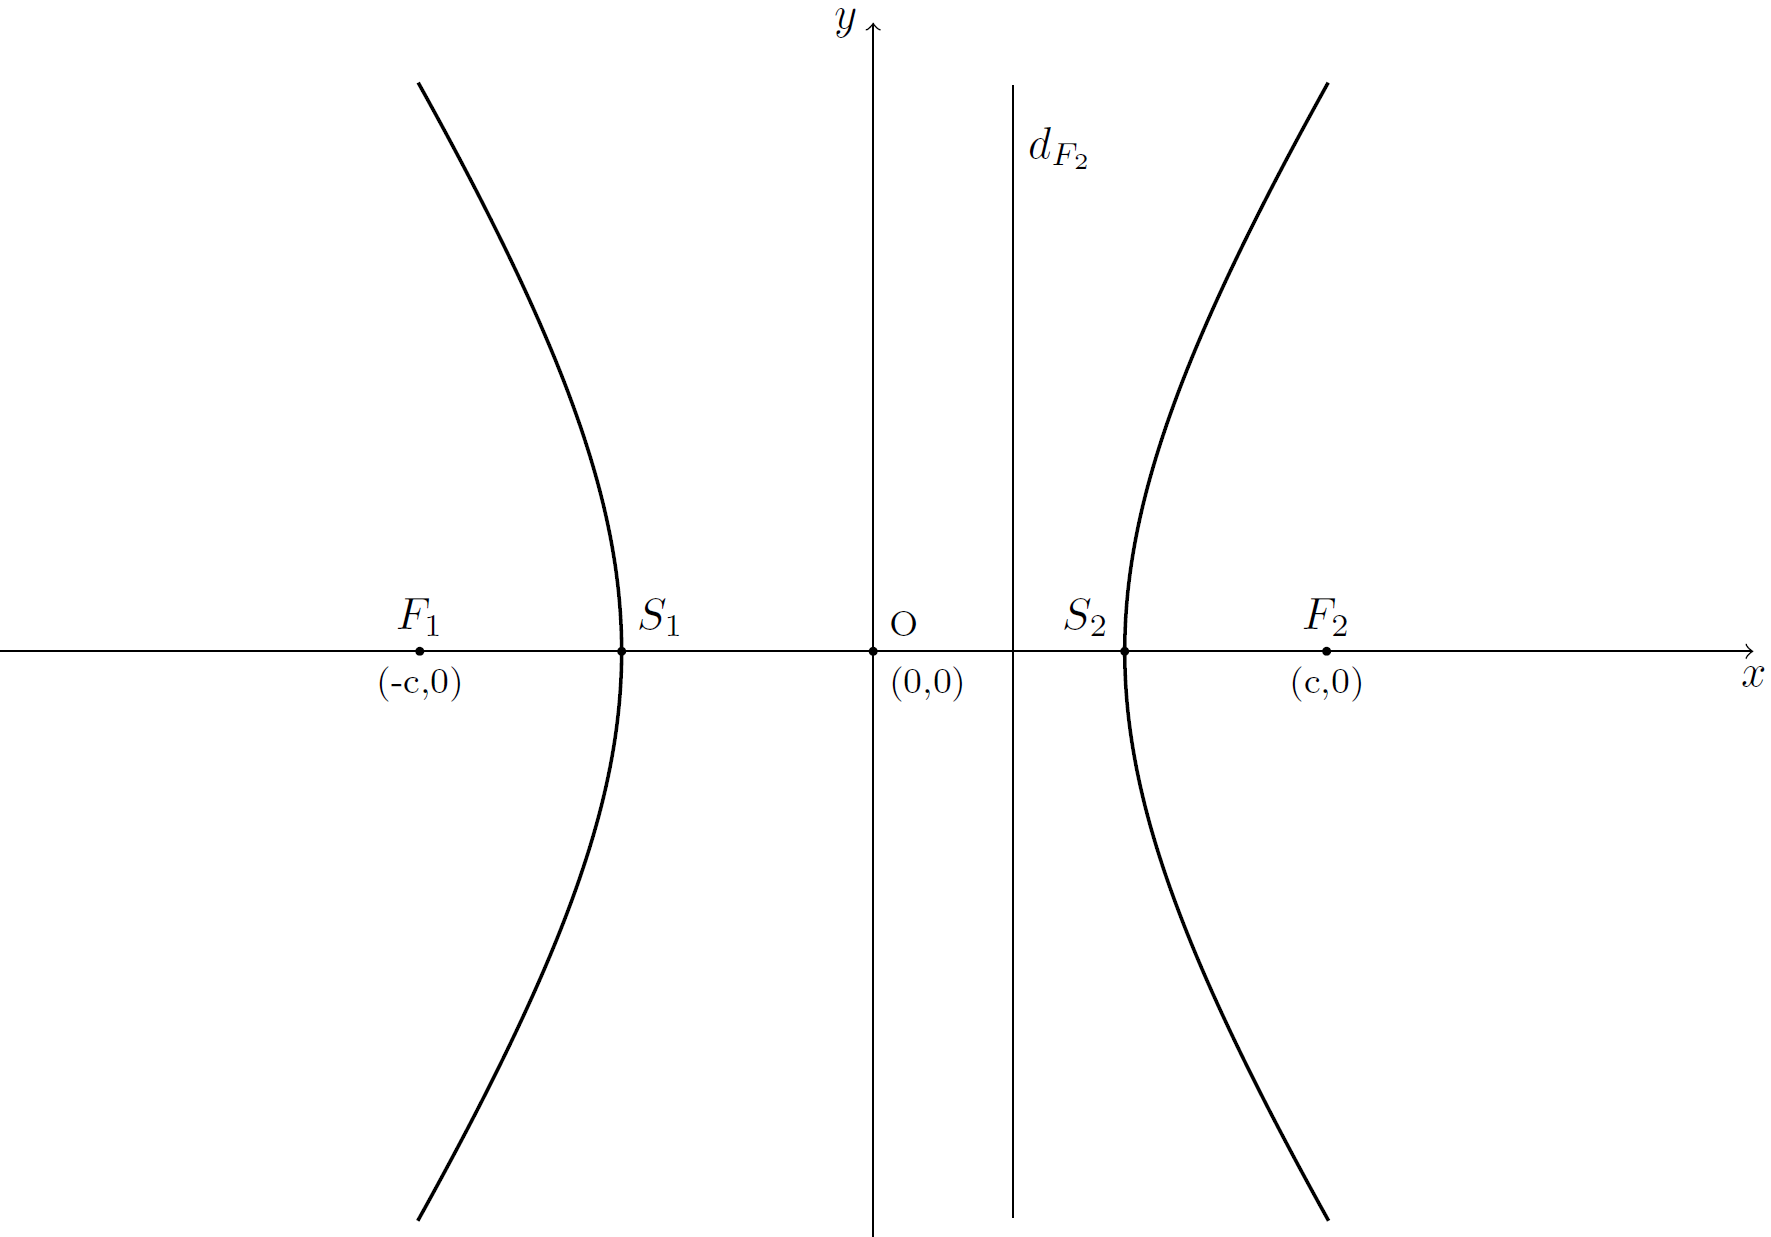 y
d_{F_2}
F_1 S_1 O S_2 F_2
(-c,0) (0,0) (c,0) x